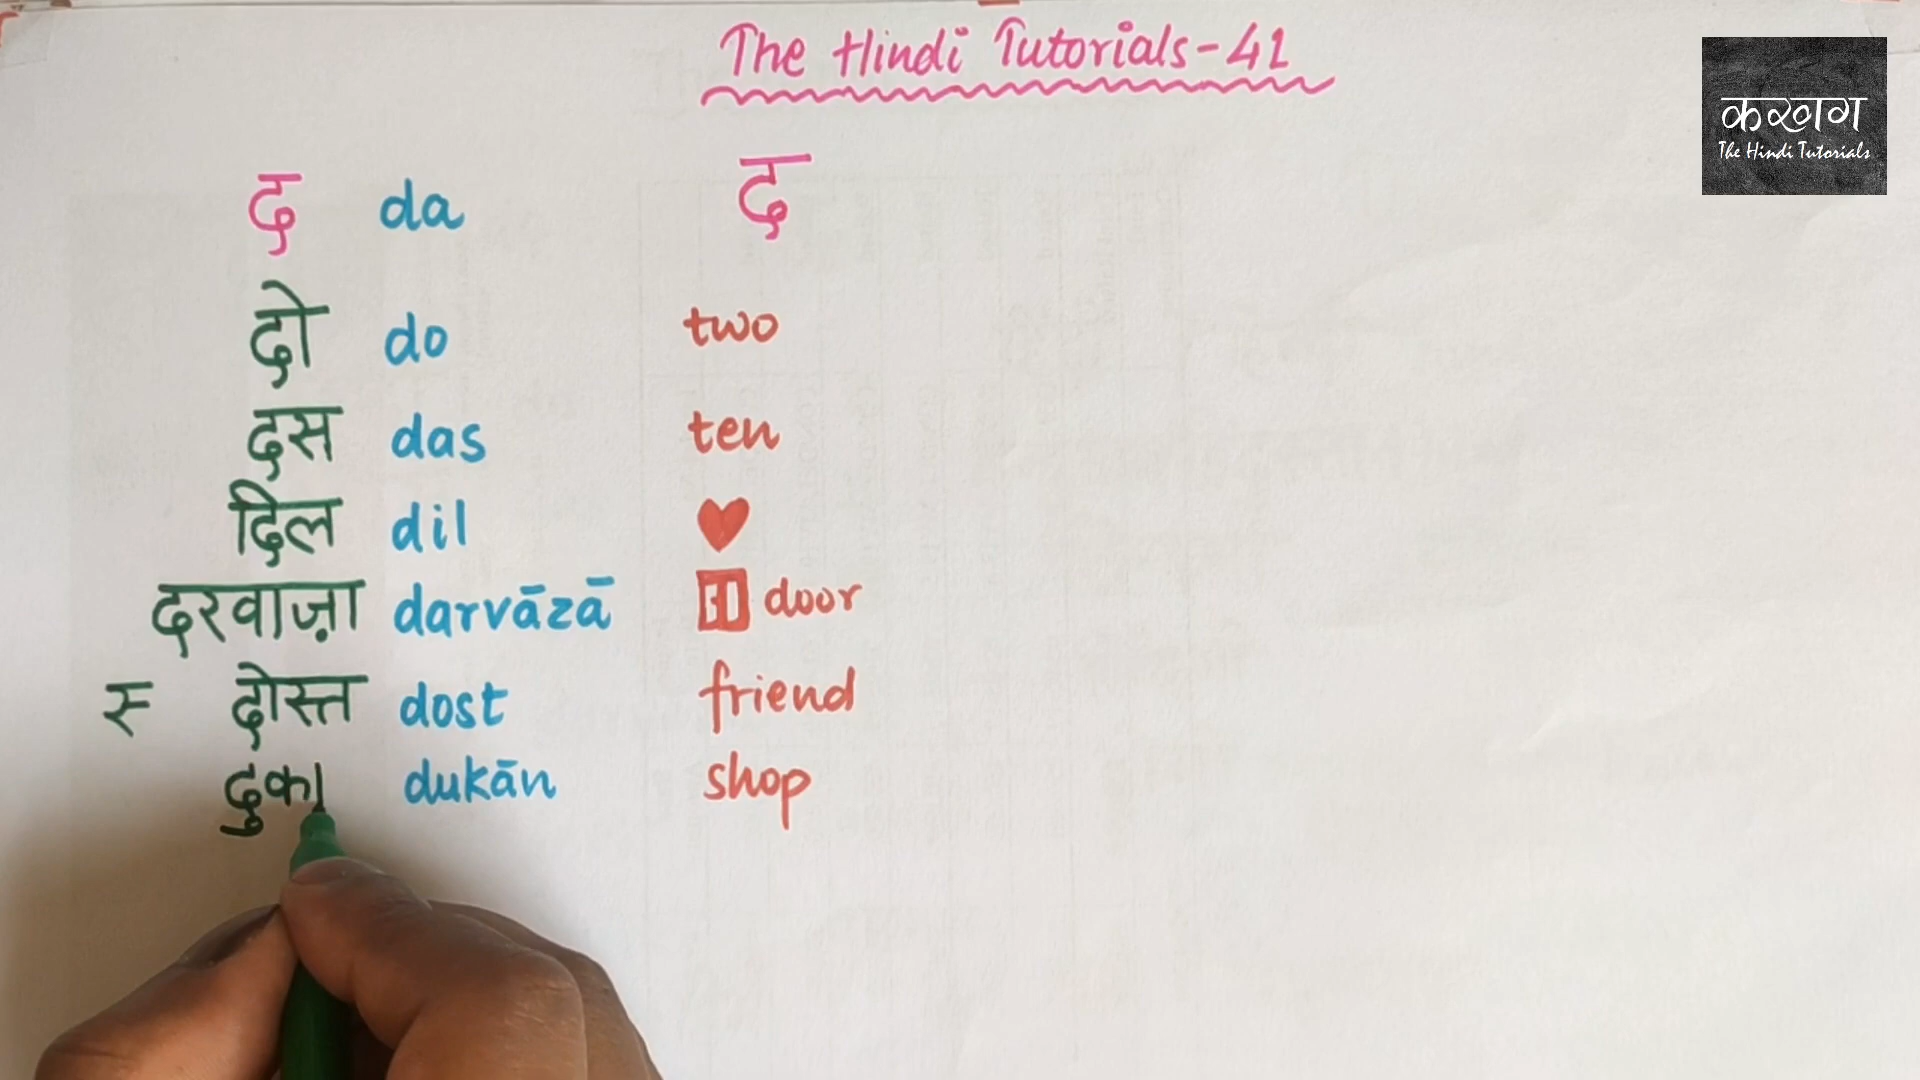 The Hindi Tutorials-41
कखग
The Hindi Tutorials
द da द
दो do two
दस das ten
दिल dil
दरवाज़ा darvāzā door
स् दोस्त dost friend
दुका dukān shop